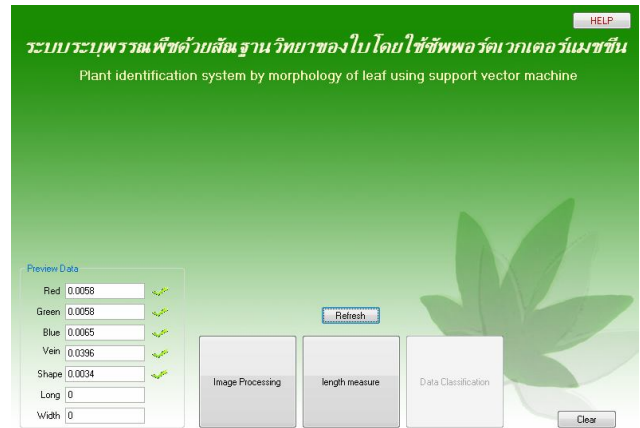 HELP
ระบบระบุพรรณพืชด้วยสัณฐานวิทยาของใบโดยใช้ซัพพอร์ตเวกเตอร์แมชชีน
Plant identification system by morphology of leaf using support vector machine
Preview Data
Red 0.0058
Green 0.0058
Blue 0.0065
Vein 0.0396
Shape 0.0034
Long 0
Width 0
Refresh
Image Processing
length measure
Data Classification
Clear